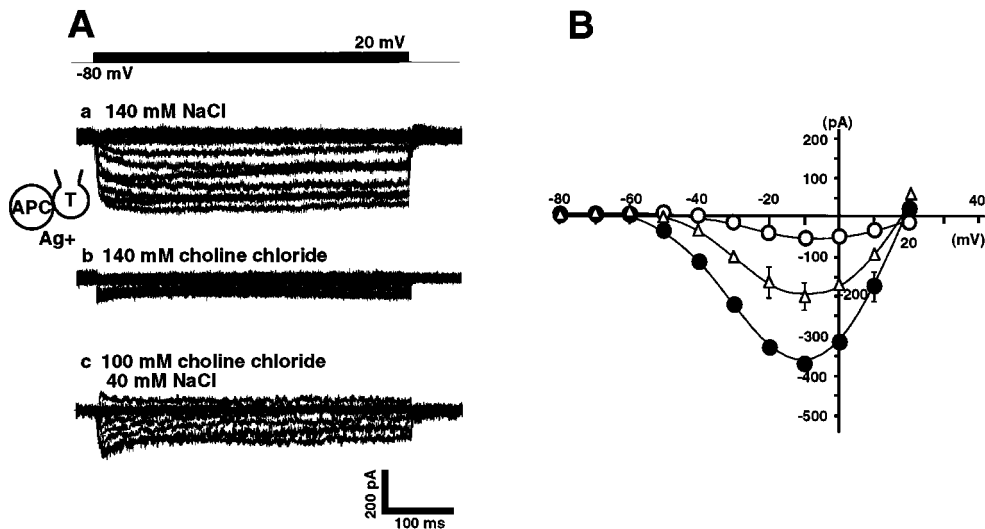 A
20 mV
-80 mV
a 140 mM NaCl
APC T
Ag+
b 140 mM choline chloride
c 100 mM choline chloride
40 mM NaCl
200 pA
100 ms
B
(pA)
200
100
-80 -60 -40 -20 20 40
(mV)
-100
-200
-300
-400
-500